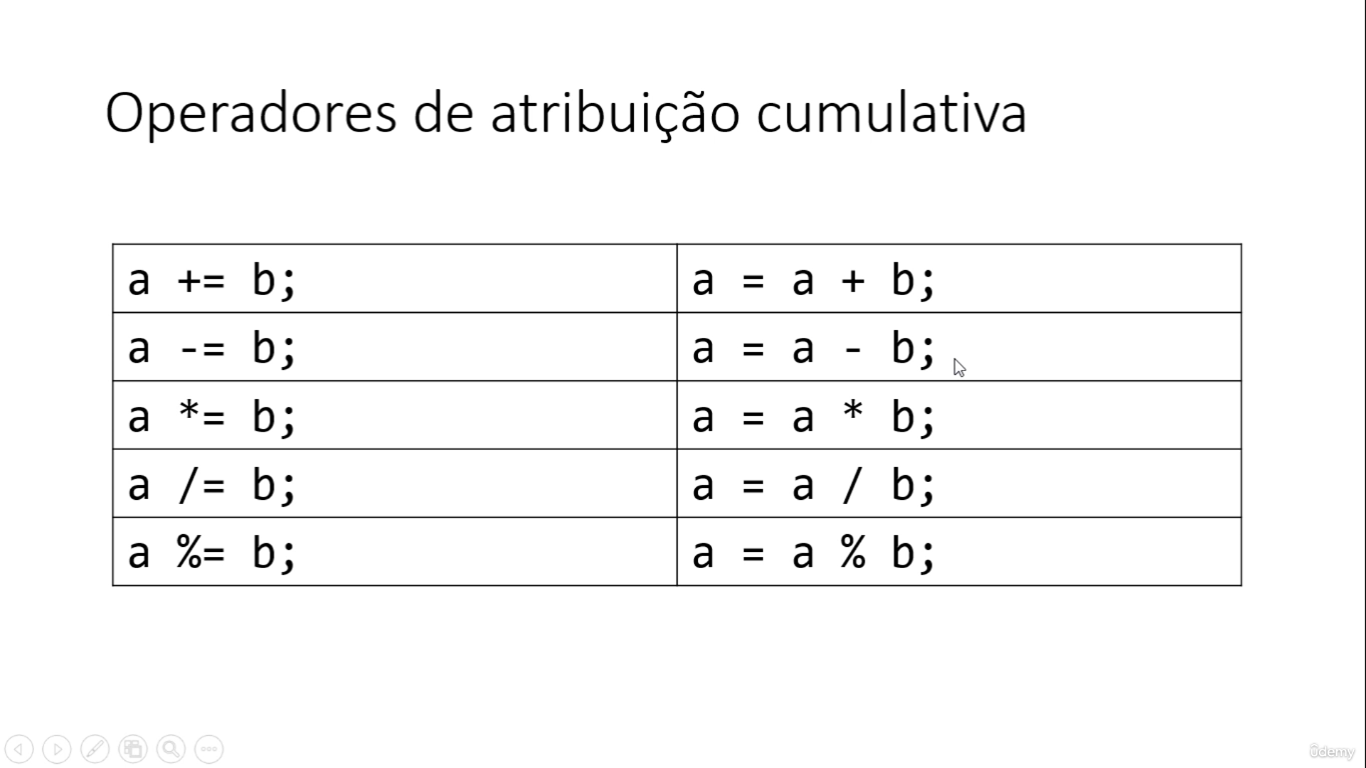 Operadores de atribuição cumulativa
a += b; a = a + b;
a -= b; a = a - b;
a *= b; a = a * b;
a /= b; a = a / b;
a %= b; a = a % b;
ûdemy